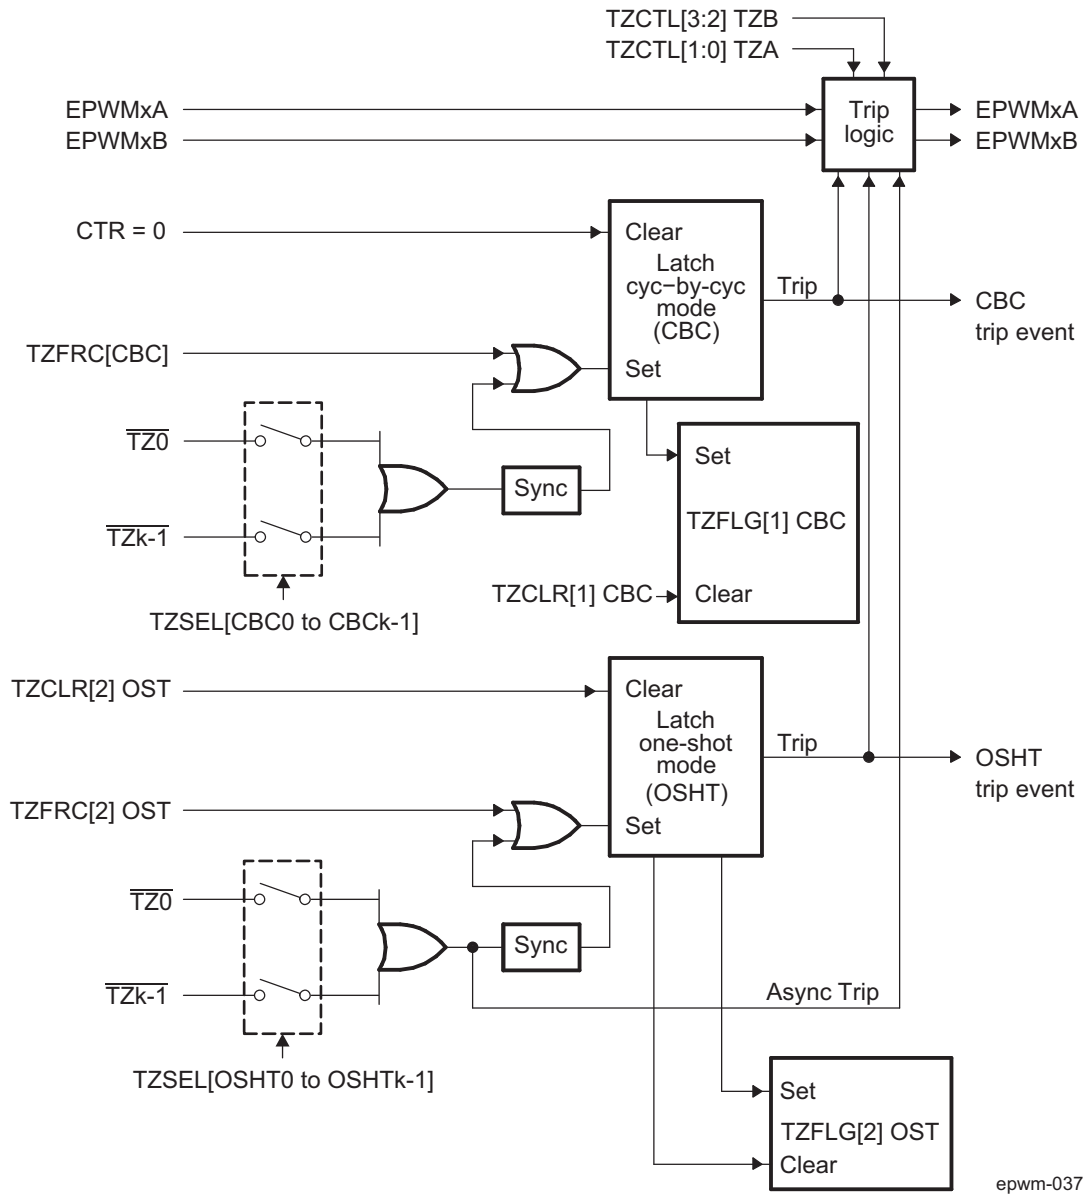 TZCTL[3:2] TZB
TZCTL[1:0] TZA
EPWMxA
EPWMxB
Trip
logic
EPWMxA
EPWMxB
CTR = 0
Clear
Latch
cyc−by-cyc
mode
(CBC)
Set
Trip
CBC
trip event
TZFRC[CBC]
TZ0
TZk-1
Sync
TZSEL[CBC0 to CBCk-1]
Set
TZFLG[1] CBC
TZCLR[1] CBC
Clear
TZCLR[2] OST
Clear
Latch
one-shot
mode
(OSHT)
Set
Trip
OSHT
trip event
TZFRC[2] OST
TZ0
TZk-1
Sync
Async Trip
TZSEL[OSHT0 to OSHTk-1]
Set
TZFLG[2] OST
Clear
epwm-037